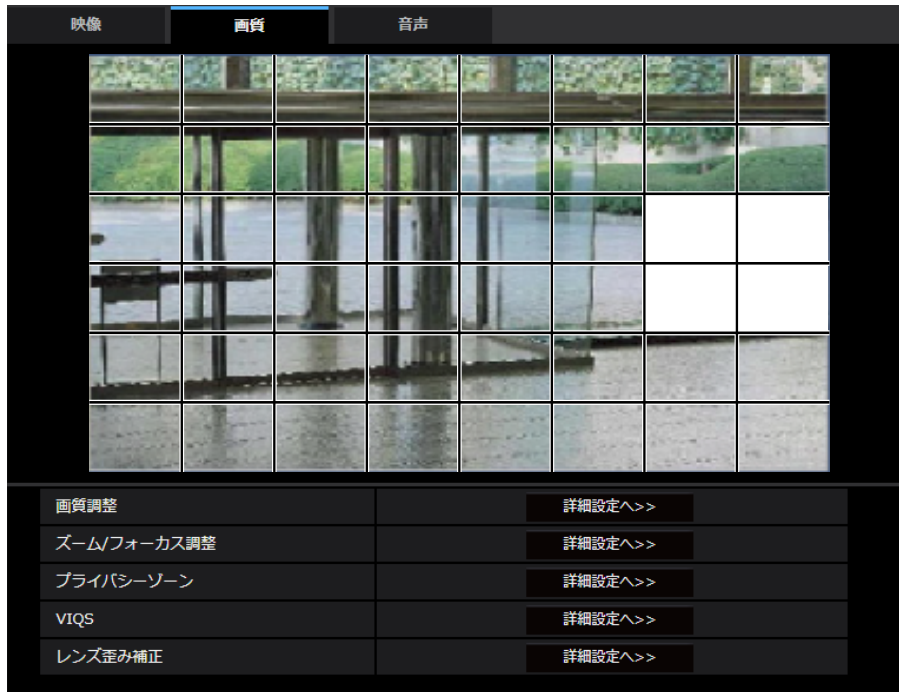 映像 画質 音声
画質調整 詳細設定へ>>
ズーム/フォーカス調整 詳細設定へ>>
プライバシーゾーン 詳細設定へ>>
VIQS 詳細設定へ>>
レンズ歪み補正 詳細設定へ>>